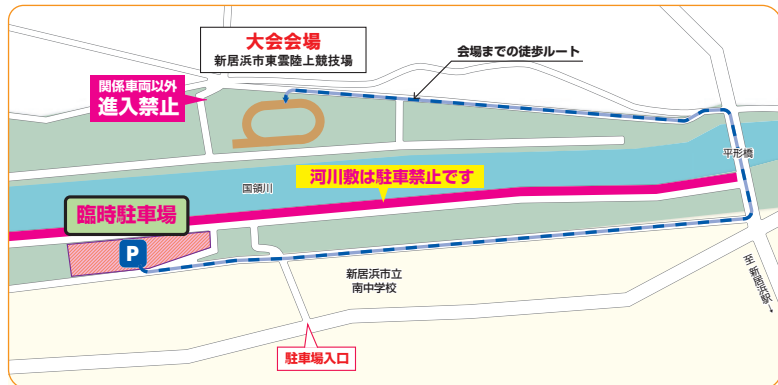 大会会場
新居浜市東雲陸上競技場
会場までの徒歩ルート
関係車両以外
進入禁止
平形橋
国領川
河川敷は駐車禁止です
臨時駐車場
P
新居浜市立
南中学校
至 新居浜駅→
駐車場入口